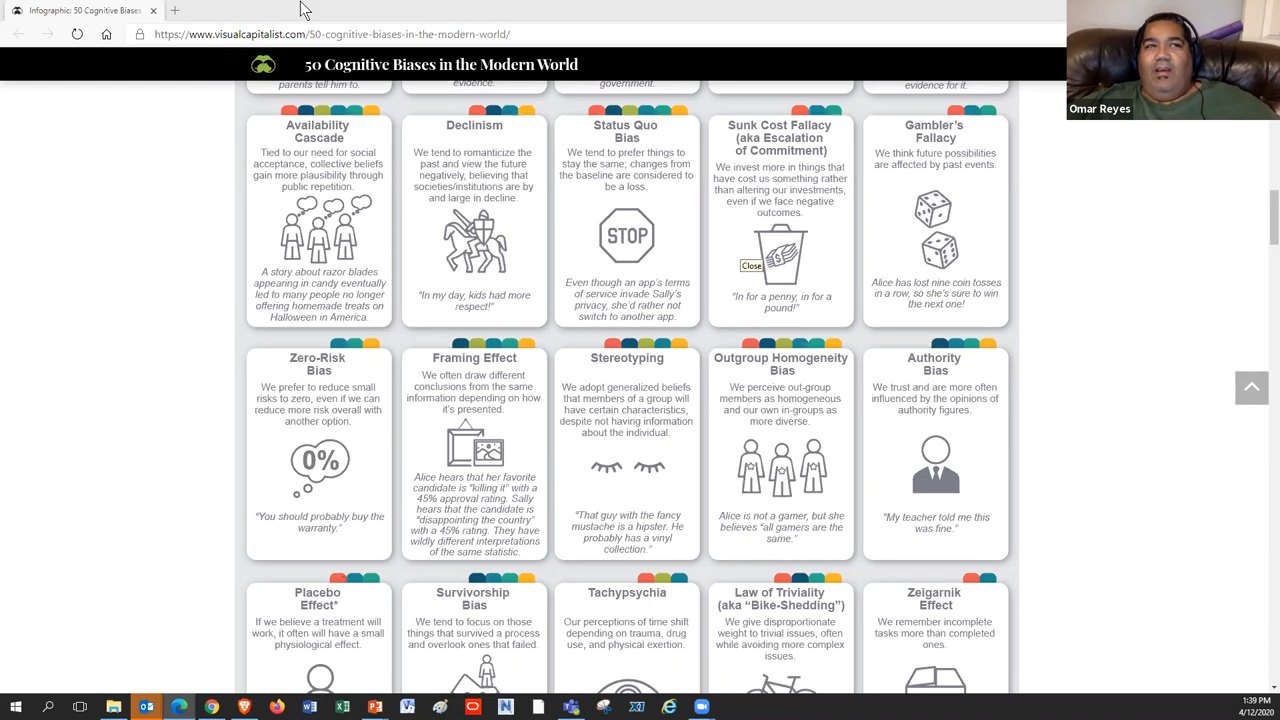 Infographic: 50 Cognitive Biases
https://www.visualcapitalist.com/50-cognitive-biases-in-the-modern-world/
50 Cognitive Biases in the Modern World
Omar Reyes
parents tell him to.
evidence.
government.
evidence for it.
Availability
Cascade
Tied to our need for social
acceptance, collective beliefs
gain more plausibility through
public repetition.
A story about razor blades
appearing in candy eventually
led to many people no longer
offering homemade treats on
Halloween in America.
Declinism
We tend to romanticize the
past and view the future
negatively, believing that
societies/institutions are by
and large in decline.
"In my day, kids had more
respect!"
Status Quo
Bias
We tend to prefer things to
stay the same; changes from
the baseline are considered to
be a loss.
STOP
Even though an app's terms
of service invade Sally's
privacy, she'd rather not
switch to another app.
Sunk Cost Fallacy
(aka Escalation
of Commitment)
We invest more in things that
have cost us something rather
than altering our investments,
even if we face negative
outcomes.
$
Close
"In for a penny, in for a
pound!"
Gambler's
Fallacy
We think future possibilities
are affected by past events.
Alice has lost nine coin tosses
in a row, so she's sure to win
the next one!
Zero-Risk
Bias
We prefer to reduce small
risks to zero, even if we can
reduce more risk overall with
another option.
0%
"You should probably buy the
warranty."
Framing Effect
We often draw different
conclusions from the same
information depending on how
it's presented.
Alice hears that her favorite
candidate is "killing it" with a
45% approval rating. Sally
hears that the candidate is
"disappointing the country"
with a 45% rating. They have
wildly different interpretations
of the same statistic.
Stereotyping
We adopt generalized beliefs
that members of a group will
have certain characteristics,
despite not having information
about the individual.
"That guy with the fancy
mustache is a hipster. He
probably has a vinyl
collection."
Outgroup Homogeneity
Bias
We perceive out-group
members as homogeneous
and our own in-groups as
more diverse.
Alice is not a gamer, but she
believes "all gamers are the
same."
Authority
Bias
We trust and are more often
influenced by the opinions of
authority figures.
"My teacher told me this
was fine."
Placebo
Effect*
If we believe a treatment will
work, it often will have a small
physiological effect.
Survivorship
Bias
We tend to focus on those
things that survived a process
and overlook ones that failed.
Tachypsychia
Our perceptions of time shift
depending on trauma, drug
use, and physical exertion.
Law of Triviality
(aka "Bike-Shedding")
We give disproportionate
weight to trivial issues, often
while avoiding more complex
issues.
Zeigarnik
Effect
We remember incomplete
tasks more than completed
ones.
1:39 PM
4/12/2020